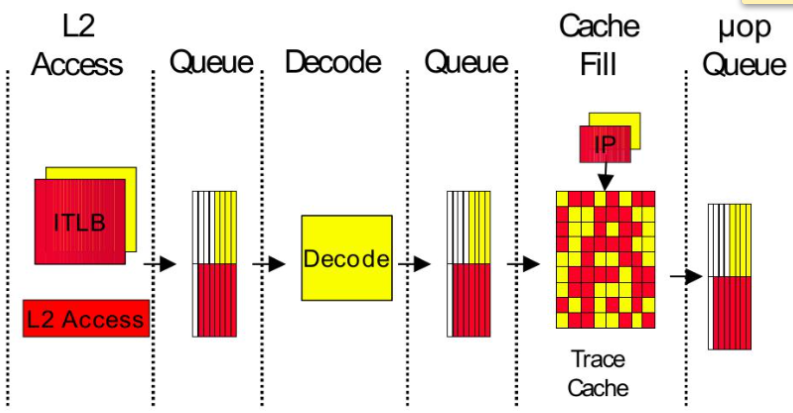 L2
Access
Queue
Decode
Queue
Cache
Fill
µop
Queue
IP
ITLB
Decode
L2 Access
Trace
Cache